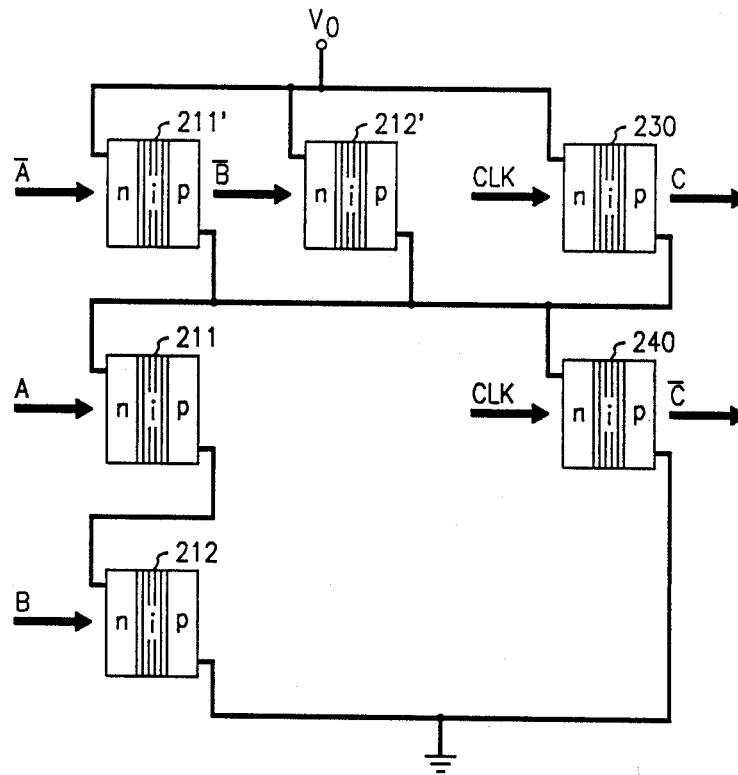 V0
211' 212' 230
A̅ n i p B̅ n i p CLK n i p C
211 240
A n i p CLK n i p C̅
212
B n i p